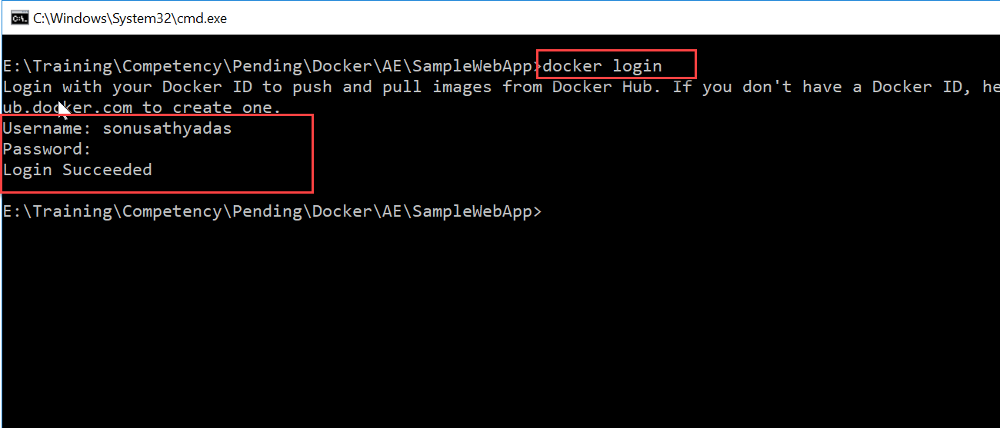 C:\Windows\System32\cmd.exe
E:\Training\Competency\Pending\Docker\AE\SampleWebApp>docker login
Login with your Docker ID to push and pull images from Docker Hub. If you don't have a Docker ID, he
ub.docker.com to create one.
Username: sonusathyadas
Password:
Login Succeeded
E:\Training\Competency\Pending\Docker\AE\SampleWebApp>